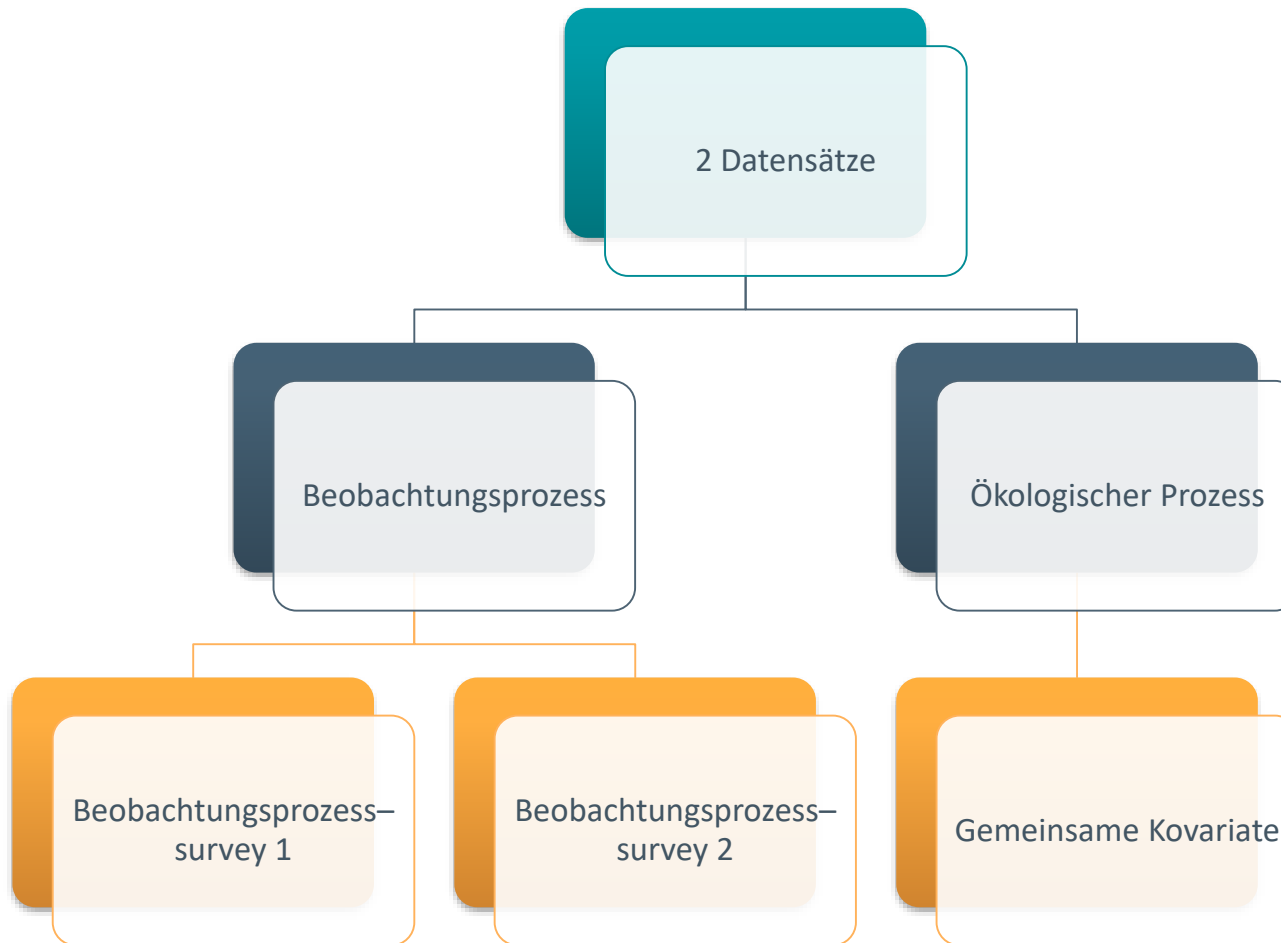 2 Datensätze
Beobachtungsprozess
Ökologischer Prozess
Beobachtungsprozess–
survey 1
Beobachtungsprozess–
survey 2
Gemeinsame Kovariate